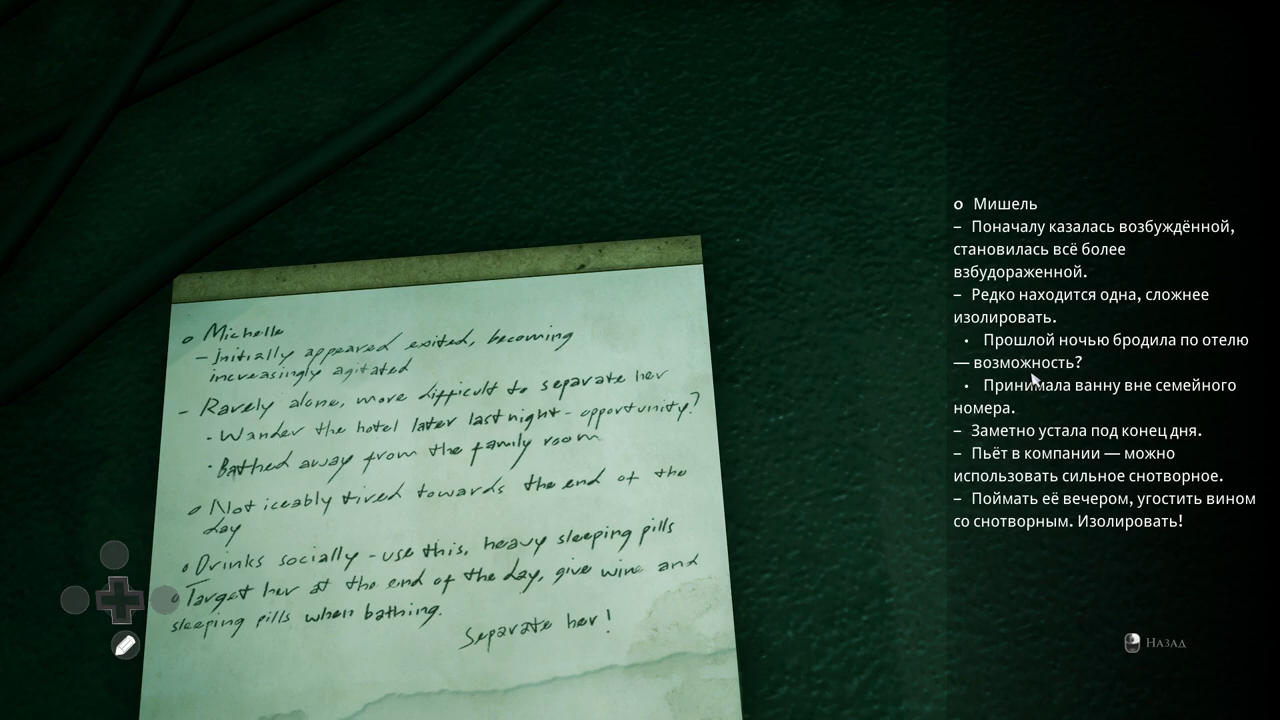 o Michelle
– Initially appeared exited, becoming
increasingly agitated
– Rarely alone, more difficult to separate her
· Wander the hotel later last night – opportunity?
· Bathed away from the family room
o Noticeably tired towards the end of the
day
o Drinks socially – use this, heavy sleeping pills
o Target her at the end of the day, give wine and
sleeping pills when bathing.
Separate her!
o Мишель
– Поначалу казалась возбуждённой,
становилась всё более
взбудораженной.
– Редко находится одна, сложнее
изолировать.
· Прошлой ночью бродила по отелю
— возможность?
· Принимала ванну вне семейного
номера.
– Заметно устала под конец дня.
– Пьёт в компании — можно
использовать сильное снотворное.
– Поймать её вечером, угостить вином
со снотворным. Изолировать!
Назад